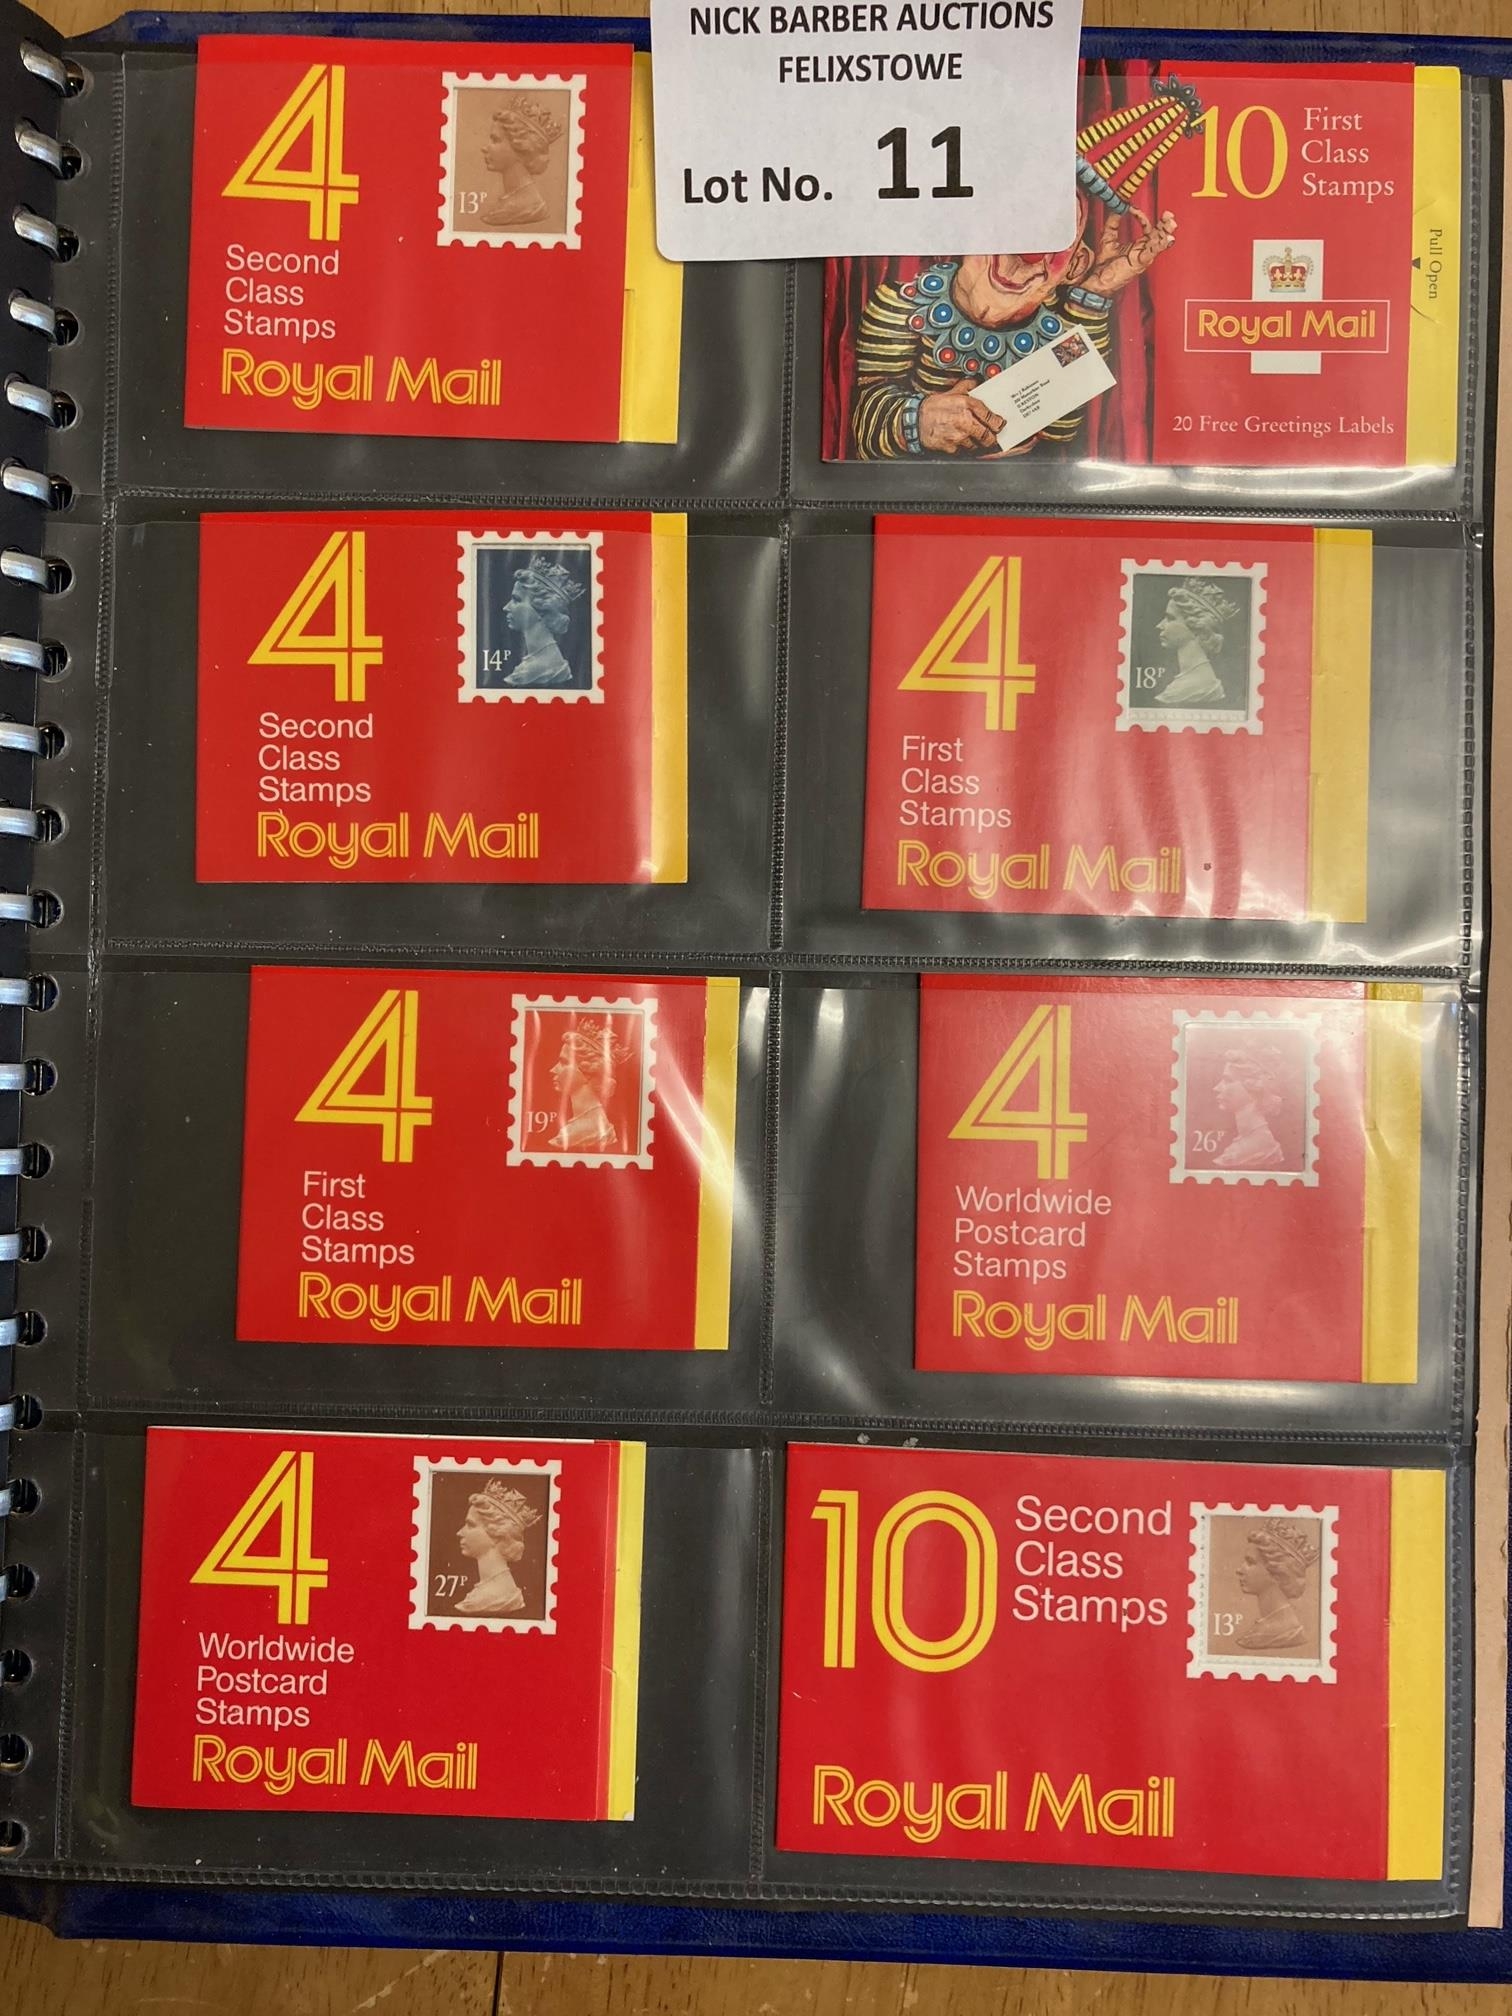 NICK BARBER AUCTIONS
FELIXSTOWE
Lot No. 11
4
13P
Second
Class
Stamps
Royal Mail
10
First
Class
Stamps
Royal Mail
20 Free Greetings Labels
Pull Open
4
14P
Second
Class
Stamps
Royal Mail
4
18P
First
Class
Stamps
Royal Mail
4
19P
First
Class
Stamps
Royal Mail
4
26P
Worldwide
Postcard
Stamps
Royal Mail
4
27P
Worldwide
Postcard
Stamps
Royal Mail
10
Second
Class
Stamps
13P
Royal Mail